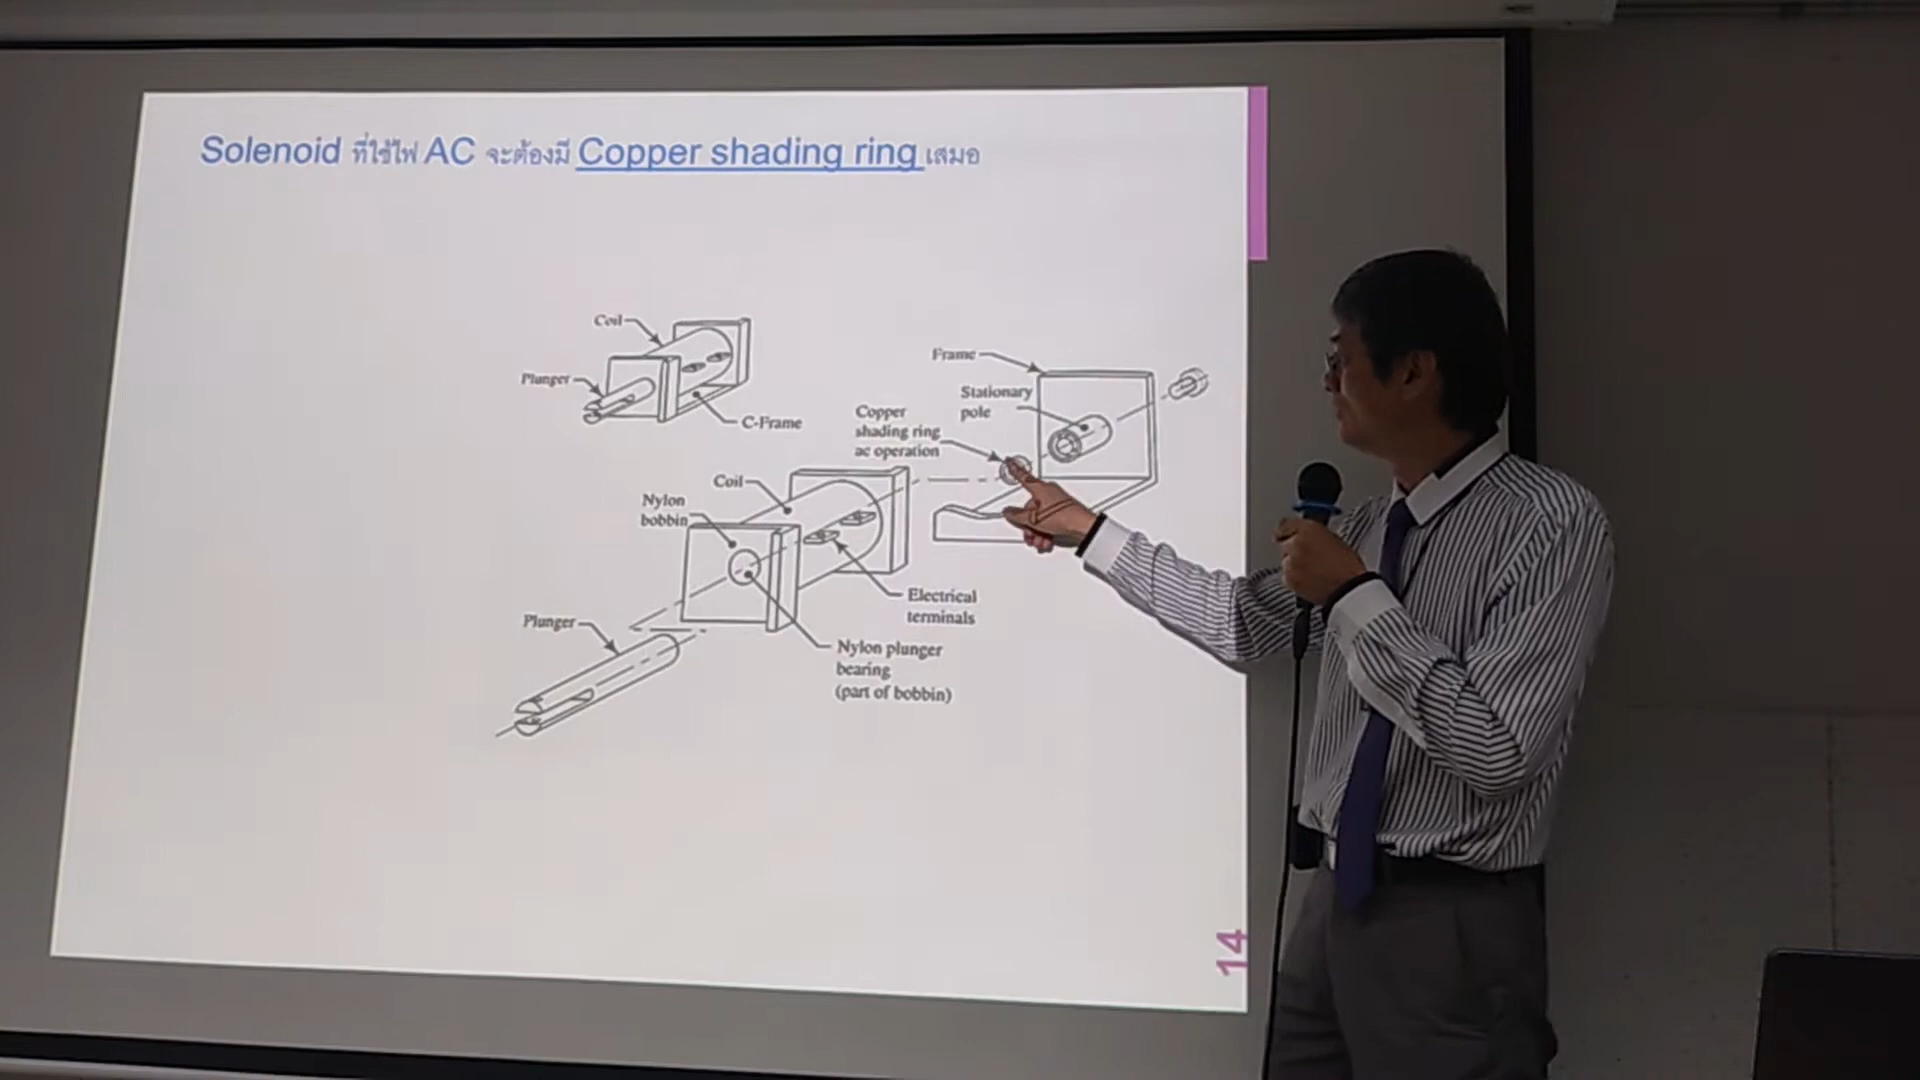 Solenoid ที่ใช้ไฟ AC จะต้องมี Copper shading ring เสมอ
Coil
Plunger
C-Frame
Frame
Stationary
pole
Copper
shading ring
ac operation
Coil
Nylon
bobbin
Electrical
terminals
Plunger
Nylon plunger
bearing
(part of bobbin)
14